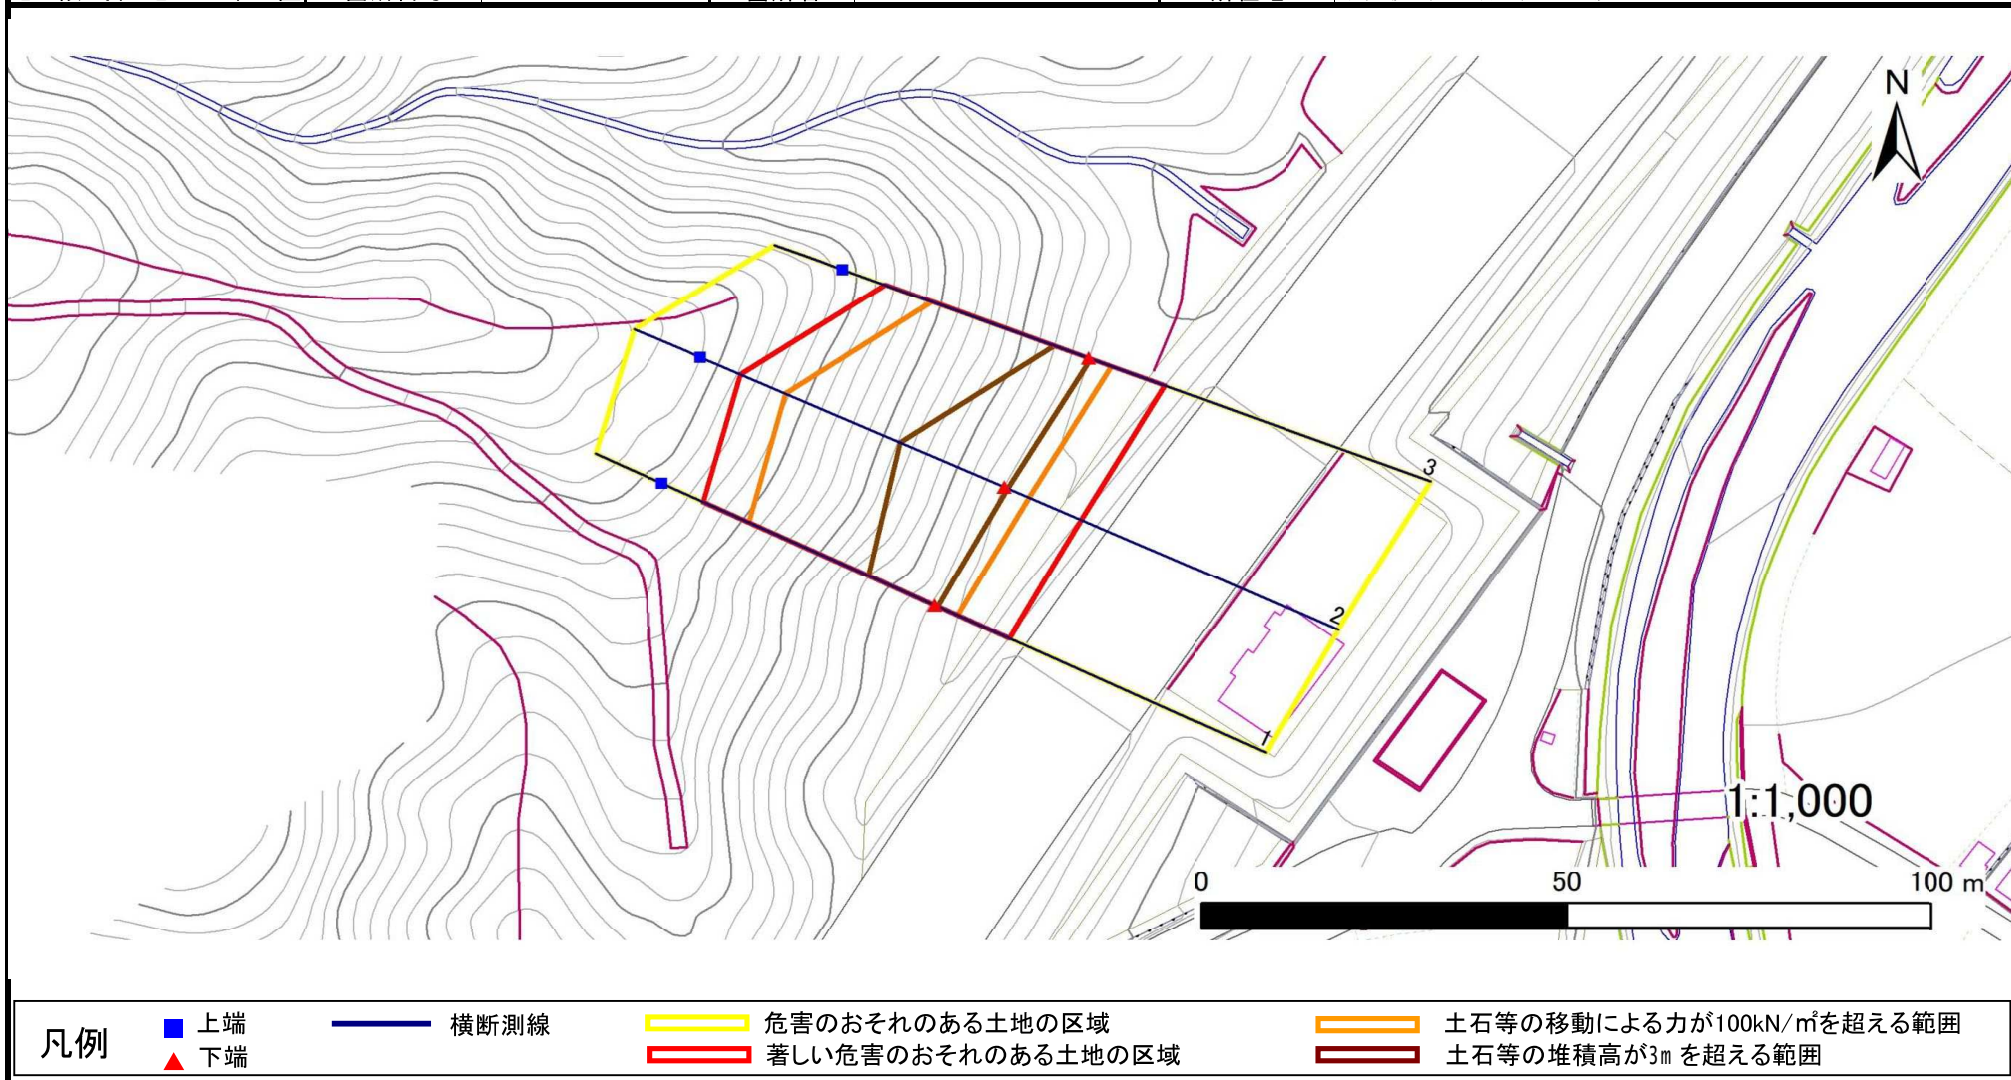 N
3
2
1
1:1,000
0 50 100 m
凡例
上端
下端
横断測線
危害のおそれのある土地の区域
著しい危害のおそれのある土地の区域
土石等の移動による力が100kN/㎡を超える範囲
土石等の堆積高が3mを超える範囲